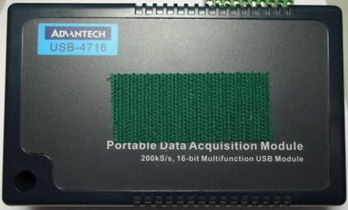 ADVANTECH
USB-4716
Portable Data Acquisition Module
200kS/s, 16-bit Multifunction USB Module